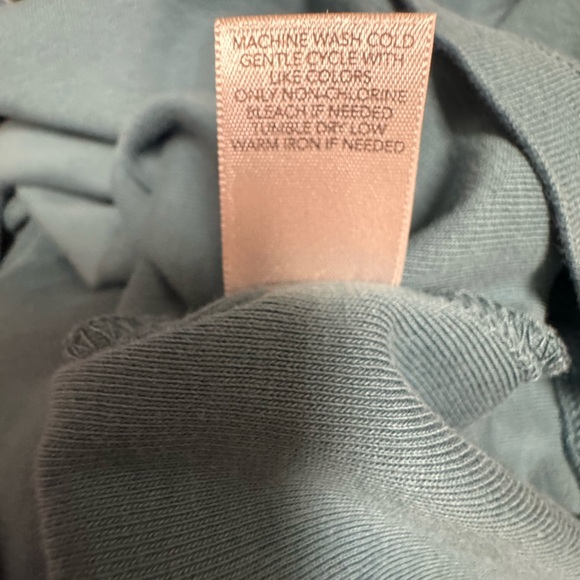 MACHINE WASH COLD
GENTLE CYCLE WITH
LIKE COLORS
ONLY NON-CHLORINE
BLEACH IF NEEDED
TUMBLE DRY LOW
WARM IRON IF NEEDED